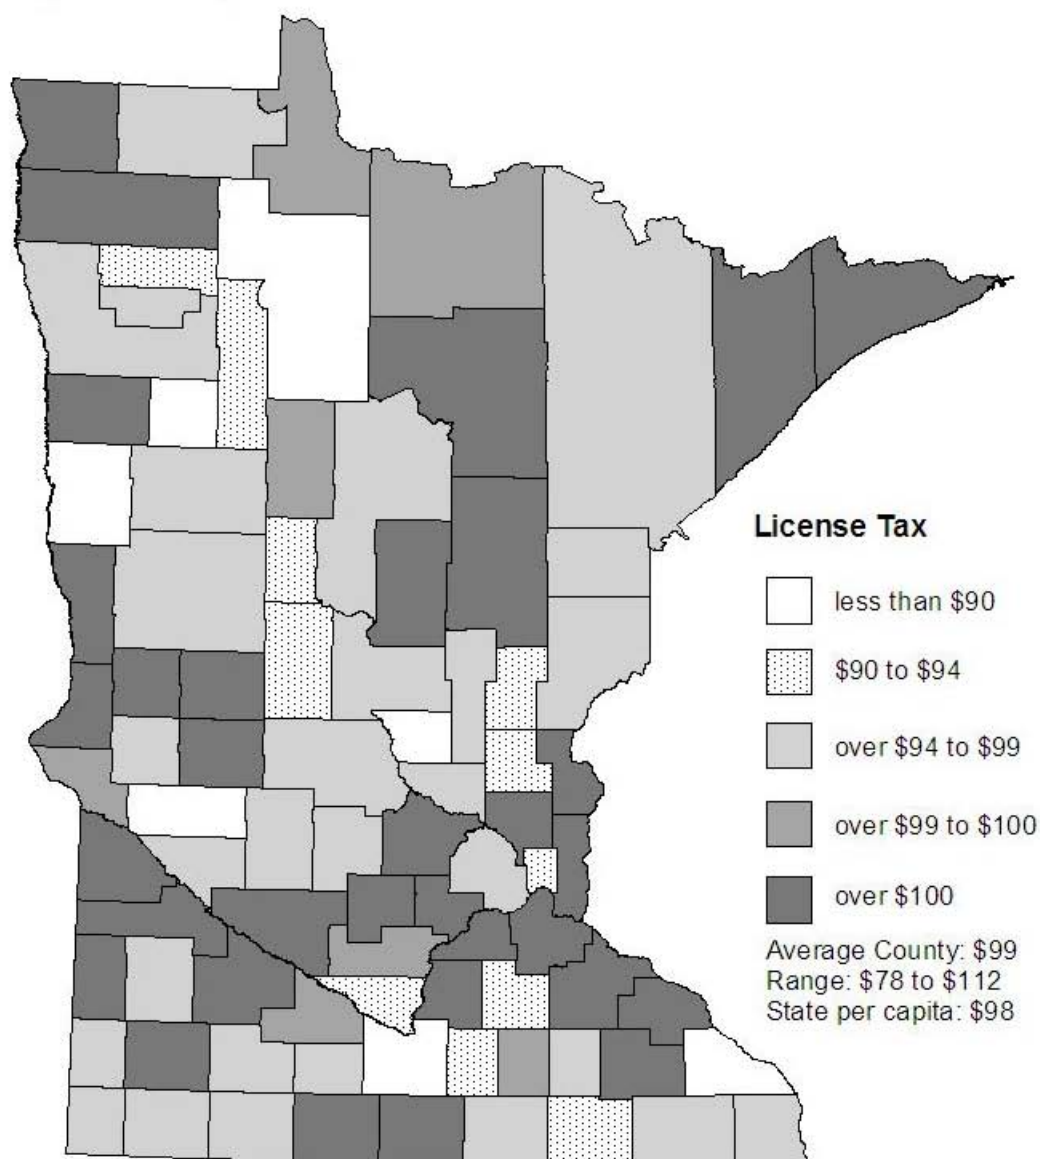 License Tax
less than $90
$90 to $94
over $94 to $99
over $99 to $100
over $100
Average County: $99
Range: $78 to $112
State per capita: $98